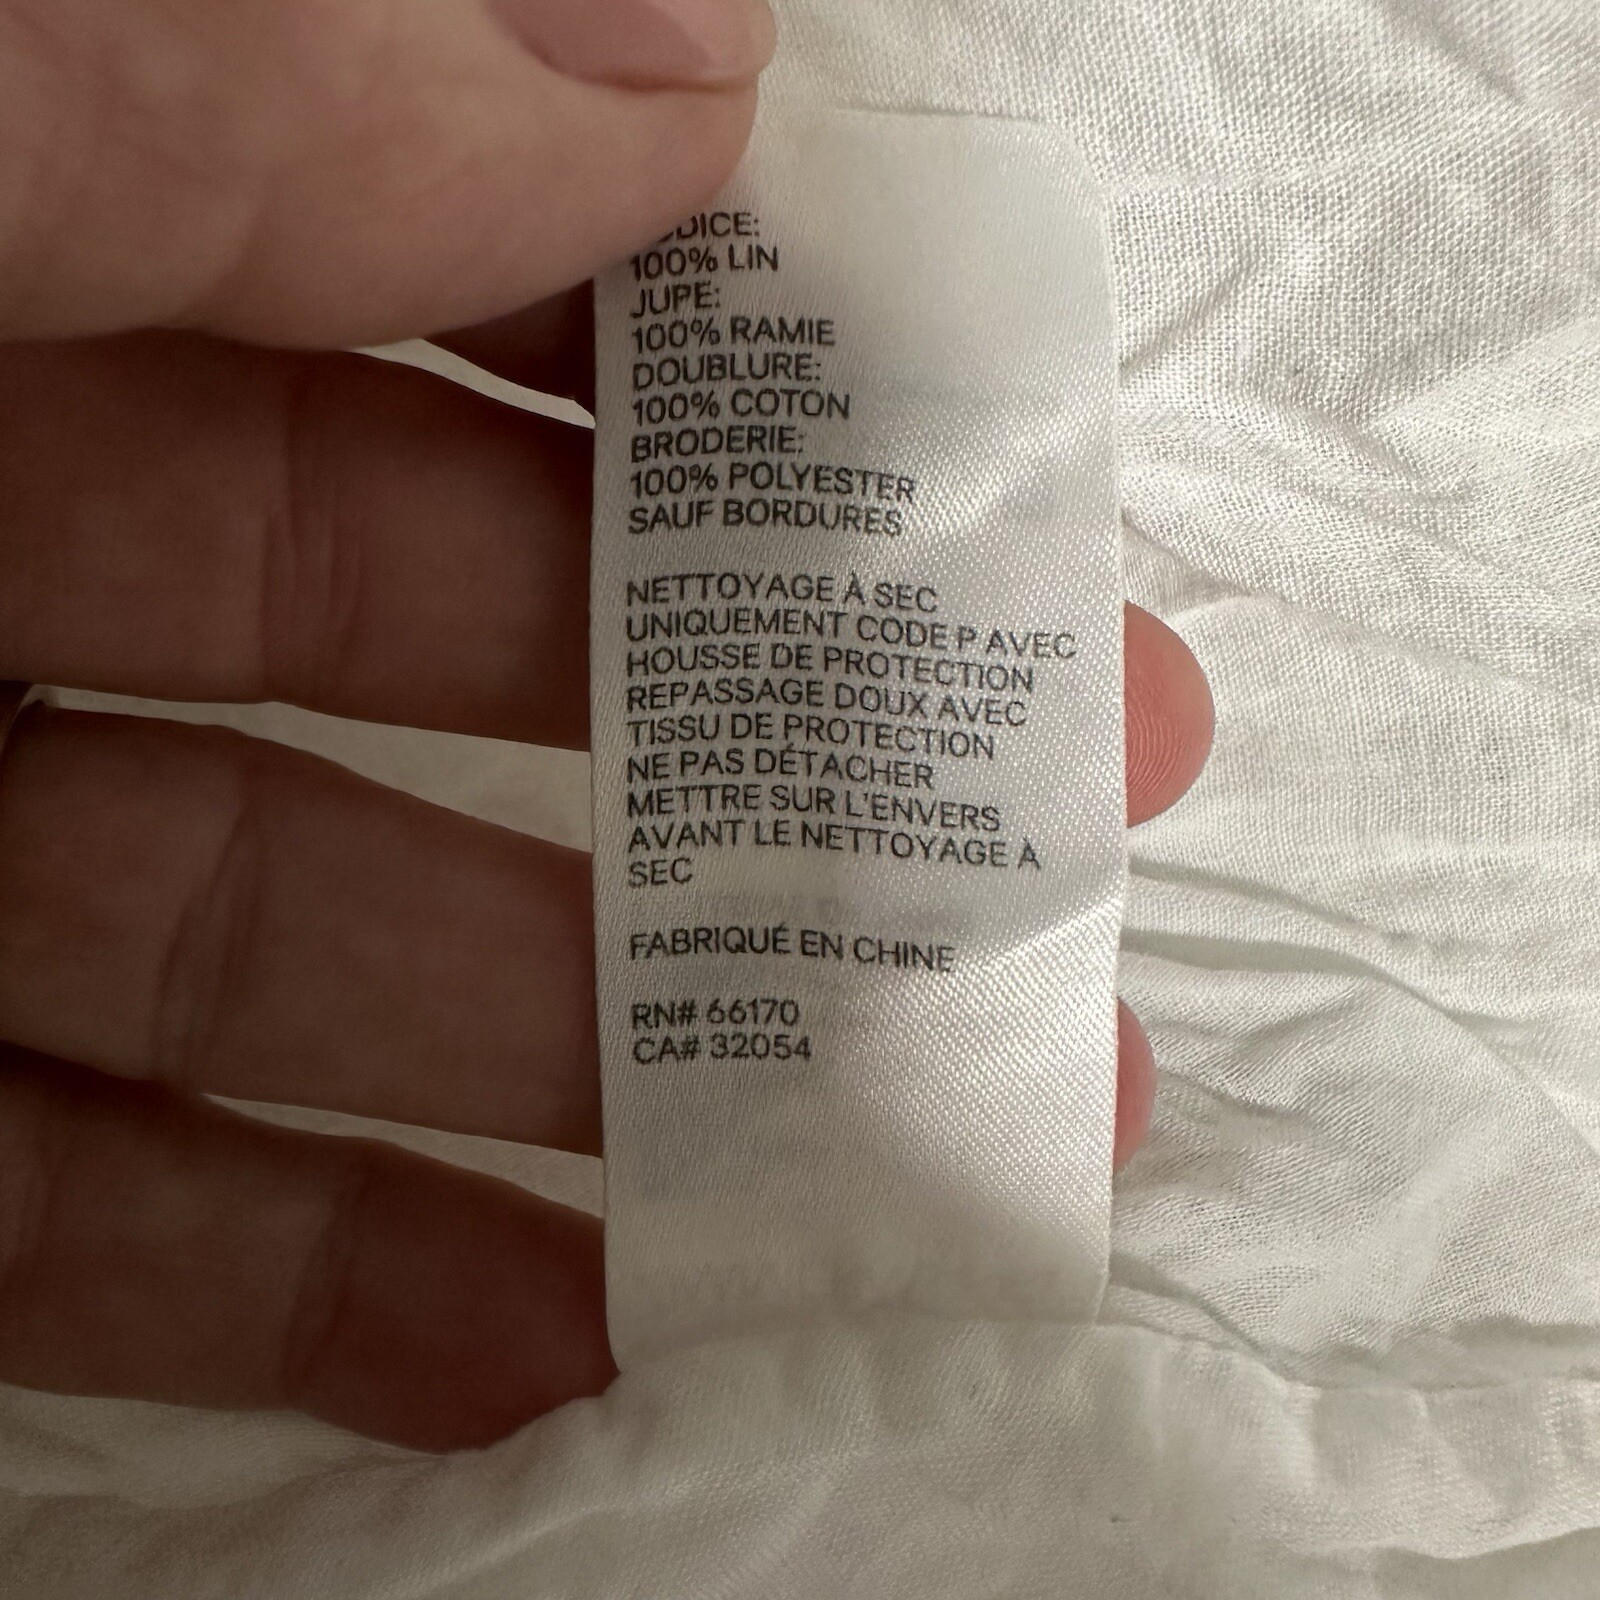 100% LIN
JUPE:
100% RAMIE
DOUBLURE:
100% COTON
BRODERIE:
100% POLYESTER
SAUF BORDURES
NETTOYAGE À SEC
UNIQUEMENT CODE P AVEC
HOUSSE DE PROTECTION
REPASSAGE DOUX AVEC
TISSU DE PROTECTION
NE PAS DÉTACHER
METTRE SUR L'ENVERS
AVANT LE NETTOYAGE À
SEC
FABRIQUÉ EN CHINE
RN# 66170
CA# 32054